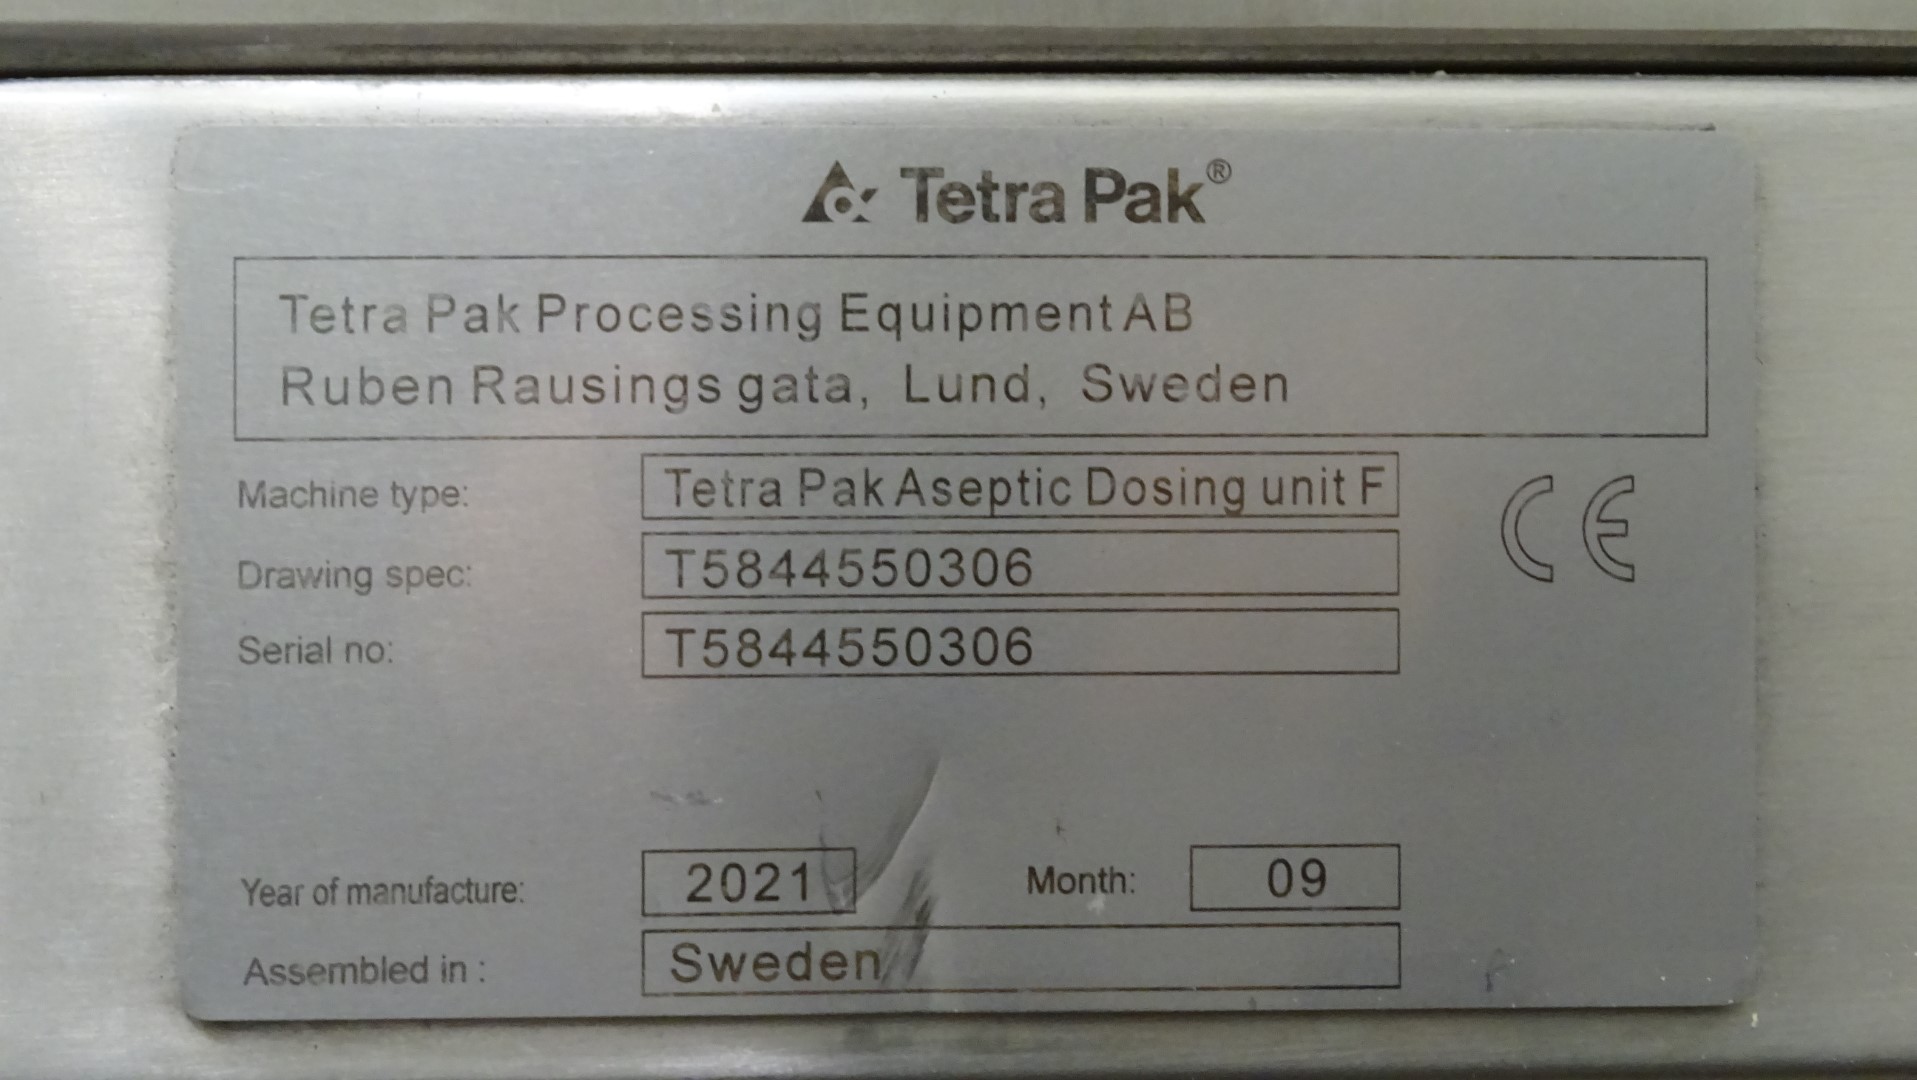 Tetra Pak®
Tetra Pak Processing Equipment AB
Ruben Rausings gata, Lund, Sweden
Machine type: Tetra Pak Aseptic Dosing unit F
Drawing spec: T5844550306
Serial no: T5844550306
CE
Year of manufacture: 2021 Month: 09
Assembled in : Sweden